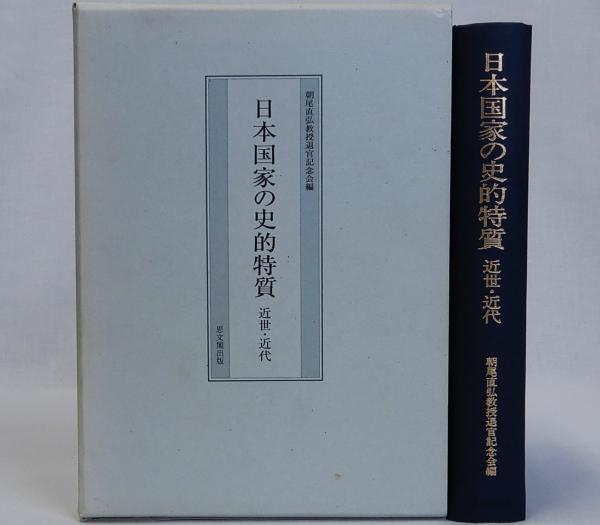 朝尾直弘教授退官記念会編
日本国家の史的特質 近世・近代
思文閣出版
日本国家の史的特質 近世・近代
朝尾直弘教授退官記念会編